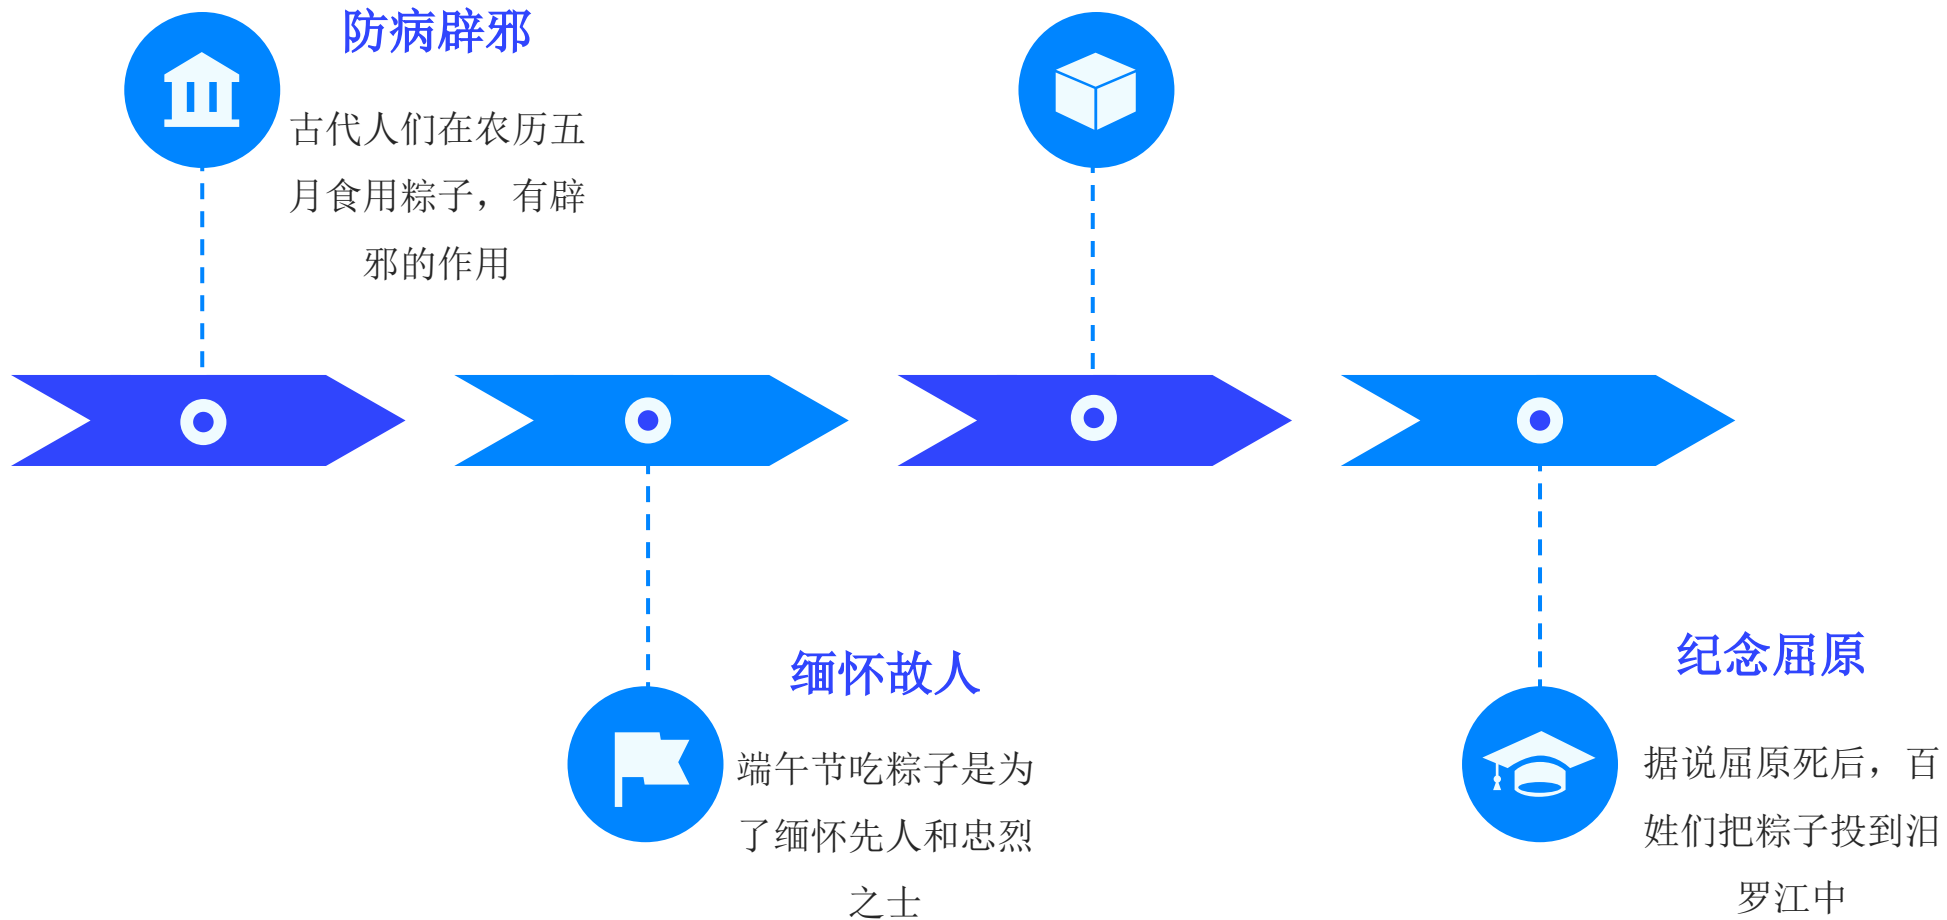 防病辟邪
古代人们在农历五
月食用粽子，有辟
邪的作用
缅怀故人
端午节吃粽子是为
了缅怀先人和忠烈
之士
纪念屈原
据说屈原死后，百
姓们把粽子投到汨
罗江中